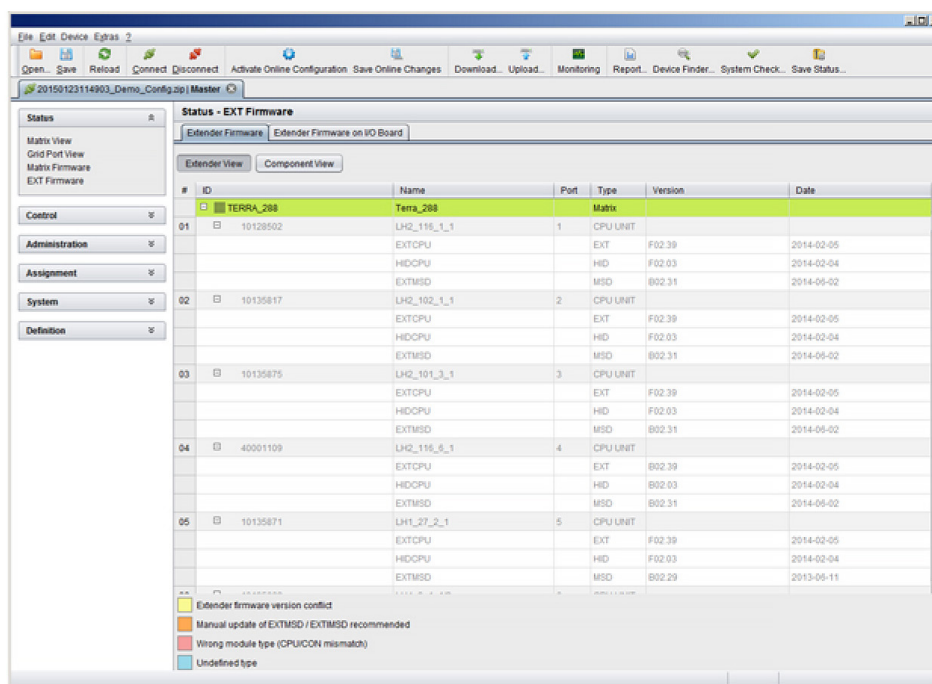 File Edit Device Extras ?
Open... Save Reload Connect Disconnect Activate Online Configuration Save Online Changes Download... Upload... Monitoring Report... Device Finder... System Check... Save Status...
20150123114903_Demo_Config.zip | Master
Status
Matrix View
Grid Port View
Matrix Firmware
EXT Firmware
Control
Administration
Assignment
System
Definition
Status - EXT Firmware
Extender Firmware Extender Firmware on I/O Board
Extender View Component View
# ID Name Port Type Version Date
TERRA_288 Terra_288 Matrix
01 10128502 LH2_116_1_1 1 CPU UNIT
EXTCPU EXT F02.39 2014-02-05
HIDCPU HID F02.03 2014-02-04
EXTMSD MSD B02.31 2014-06-02
02 10135817 LH2_102_1_1 2 CPU UNIT
EXTCPU EXT F02.39 2014-02-05
HIDCPU HID F02.03 2014-02-04
EXTMSD MSD B02.31 2014-06-02
03 10135875 LH2_101_3_1 3 CPU UNIT
EXTCPU EXT F02.39 2014-02-05
HIDCPU HID F02.03 2014-02-04
EXTMSD MSD B02.31 2014-06-02
04 40001109 LH2_116_6_1 4 CPU UNIT
EXTCPU EXT B02.39 2014-02-05
HIDCPU HID B02.03 2014-02-04
EXTMSD MSD B02.31 2014-06-02
05 10135871 LH1_27_2_1 5 CPU UNIT
EXTCPU EXT F02.39 2014-02-05
HIDCPU HID F02.03 2014-02-04
EXTMSD MSD B02.29 2013-06-11
Extender firmware version conflict
Manual update of EXTMSD / EXTIMSD recommended
Wrong module type (CPU/CON mismatch)
Undefined type